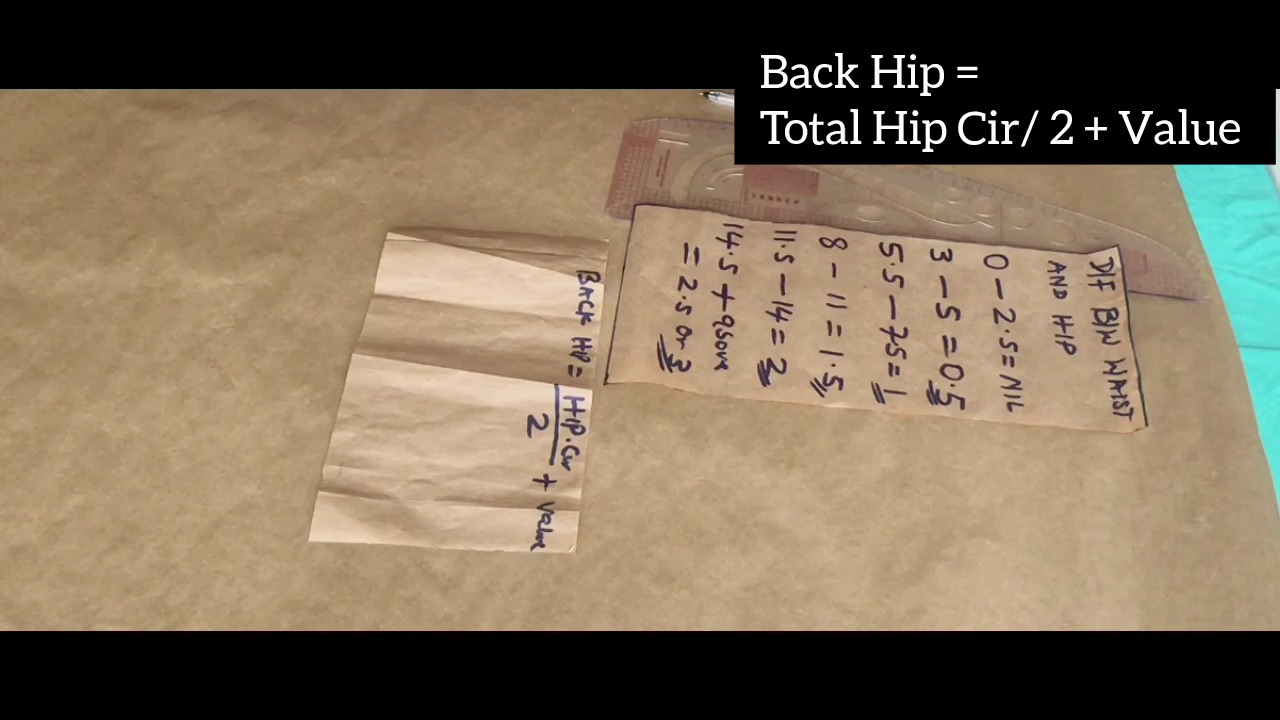 Back Hip =
Total Hip Cir/ 2 + Value
DIF B/W WAIST
AND HIP
0 - 2.5 = NIL
3 - 5 = 0.5
5.5 - 7.5 = 1
8 - 11 = 1.5
11.5 - 14 = 2
14.5 + above
= 2.5 or 3
BACK HIP = HIP.Cir
2
+ value